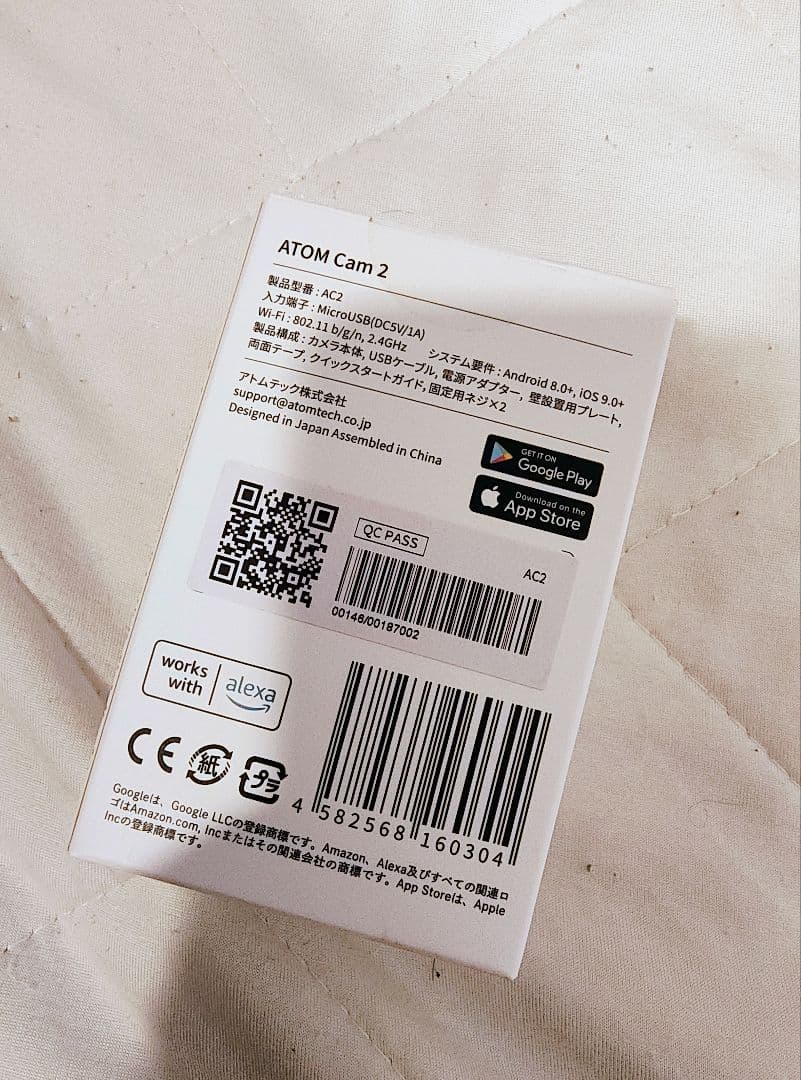 ATOM Cam 2
製品型番 : AC2
入力端子 : MicroUSB(DC5V/1A)
Wi-Fi : 802.11 b/g/n, 2.4GHz システム要件 : Android 8.0+, iOS 9.0+
製品構成 : カメラ本体, USBケーブル, 電源アダプター, 壁設置用プレート,
両面テープ, クイックスタートガイド, 固定用ネジ×2
アトムテック株式会社
support@atomtech.co.jp
Designed in Japan Assembled in China
GET IT ON
Google Play
Download on the
App Store
QC PASS
AC2
00146/00187002
works
with
alexa
CE
紙
プラ
4 582568 160304
Googleは、Google LLCの登録商標です。Amazon、Alexa及びすべての関連ロ
ゴはAmazon.com, Incまたはその関連会社の商標です。App Storeは、Apple
Incの登録商標です。